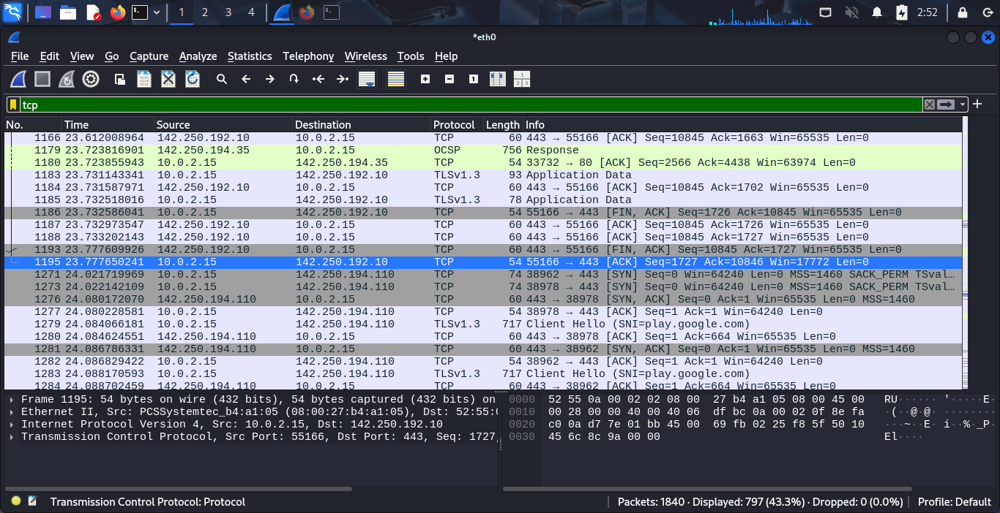 1 2 3 4 2:52
*eth0
File Edit View Go Capture Analyze Statistics Telephony Wireless Tools Help
tcp
No. Time Source Destination Protocol Length Info
1166 23.612008964 142.250.192.10 10.0.2.15 TCP 60 443 → 55166 [ACK] Seq=10845 Ack=1663 Win=65535 Len=0
1179 23.723816901 142.250.194.35 10.0.2.15 OCSP 756 Response
1180 23.723855943 10.0.2.15 142.250.194.35 TCP 54 33732 → 80 [ACK] Seq=2566 Ack=4438 Win=63974 Len=0
1183 23.731143341 10.0.2.15 142.250.192.10 TLSv1.3 93 Application Data
1184 23.731587971 142.250.192.10 10.0.2.15 TCP 60 443 → 55166 [ACK] Seq=10845 Ack=1702 Win=65535 Len=0
1185 23.732518016 10.0.2.15 142.250.192.10 TLSv1.3 78 Application Data
1186 23.732586041 10.0.2.15 142.250.192.10 TCP 54 55166 → 443 [FIN, ACK] Seq=1726 Ack=10845 Win=65535 Len=0
1187 23.732973547 142.250.192.10 10.0.2.15 TCP 60 443 → 55166 [ACK] Seq=10845 Ack=1726 Win=65535 Len=0
1188 23.733202143 142.250.192.10 10.0.2.15 TCP 60 443 → 55166 [ACK] Seq=10845 Ack=1727 Win=65535 Len=0
1193 23.777609926 142.250.192.10 10.0.2.15 TCP 60 443 → 55166 [FIN, ACK] Seq=10845 Ack=1727 Win=65535 Len=0
1195 23.777650241 10.0.2.15 142.250.192.10 TCP 54 55166 → 443 [ACK] Seq=1727 Ack=10846 Win=17772 Len=0
1271 24.021719969 10.0.2.15 142.250.194.110 TCP 74 38962 → 443 [SYN] Seq=0 Win=64240 Len=0 MSS=1460 SACK_PERM TSval…
1273 24.022142109 10.0.2.15 142.250.194.110 TCP 74 38978 → 443 [SYN] Seq=0 Win=64240 Len=0 MSS=1460 SACK_PERM TSval…
1276 24.080172070 142.250.194.110 10.0.2.15 TCP 60 443 → 38978 [SYN, ACK] Seq=0 Ack=1 Win=65535 Len=0 MSS=1460
1277 24.080228581 10.0.2.15 142.250.194.110 TCP 54 38978 → 443 [ACK] Seq=1 Ack=1 Win=64240 Len=0
1279 24.084066181 10.0.2.15 142.250.194.110 TLSv1.3 717 Client Hello (SNI=play.google.com)
1280 24.084624551 142.250.194.110 10.0.2.15 TCP 60 443 → 38978 [ACK] Seq=1 Ack=664 Win=65535 Len=0
1281 24.086786331 142.250.194.110 10.0.2.15 TCP 60 443 → 38962 [SYN, ACK] Seq=0 Ack=1 Win=65535 Len=0 MSS=1460
1282 24.086829422 10.0.2.15 142.250.194.110 TCP 54 38962 → 443 [ACK] Seq=1 Ack=1 Win=64240 Len=0
1283 24.088170593 10.0.2.15 142.250.194.110 TLSv1.3 717 Client Hello (SNI=play.google.com)
1284 24.088702459 142.250.194.110 10.0.2.15 TCP 60 443 → 38962 [ACK] Seq=1 Ack=664 Win=65535 Len=0
Frame 1195: 54 bytes on wire (432 bits), 54 bytes captured (432 bits) on
Ethernet II, Src: PCSSystemtec_b4:a1:05 (08:00:27:b4:a1:05), Dst: 52:55:0
Internet Protocol Version 4, Src: 10.0.2.15, Dst: 142.250.192.10
Transmission Control Protocol, Src Port: 55166, Dst Port: 443, Seq: 1727,
0000 52 55 0a 00 02 02 08 00 27 b4 a1 05 08 00 45 00 RU······ '·····E·
0010 00 28 00 00 40 00 40 06 df bc 0a 00 02 0f 8e fa ·(··@·@· ········
0020 c0 0a d7 7e 01 bb 45 00 69 fb 02 25 f8 5f 50 10 ···~··E· i··%·_P·
0030 45 6c 8c 9a 00 00 El····
Transmission Control Protocol: Protocol
Packets: 1840 · Displayed: 797 (43.3%) · Dropped: 0 (0.0%)
Profile: Default